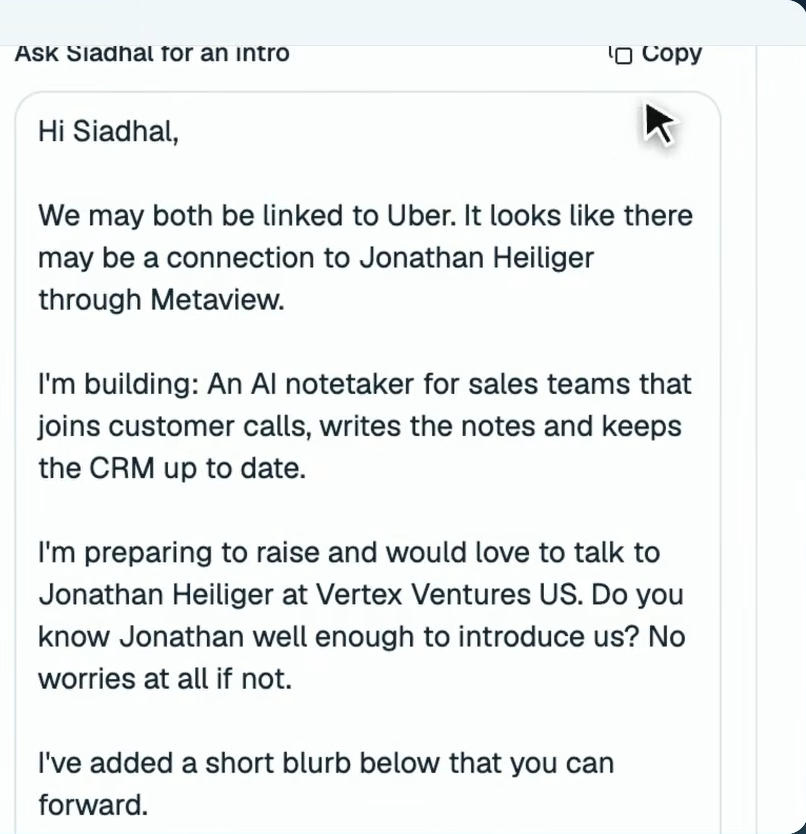 Ask Siadhal for an intro
Copy
Hi Siadhal,
We may both be linked to Uber. It looks like there
may be a connection to Jonathan Heiliger
through Metaview.
I'm building: An AI notetaker for sales teams that
joins customer calls, writes the notes and keeps
the CRM up to date.
I'm preparing to raise and would love to talk to
Jonathan Heiliger at Vertex Ventures US. Do you
know Jonathan well enough to introduce us? No
worries at all if not.
I've added a short blurb below that you can
forward.